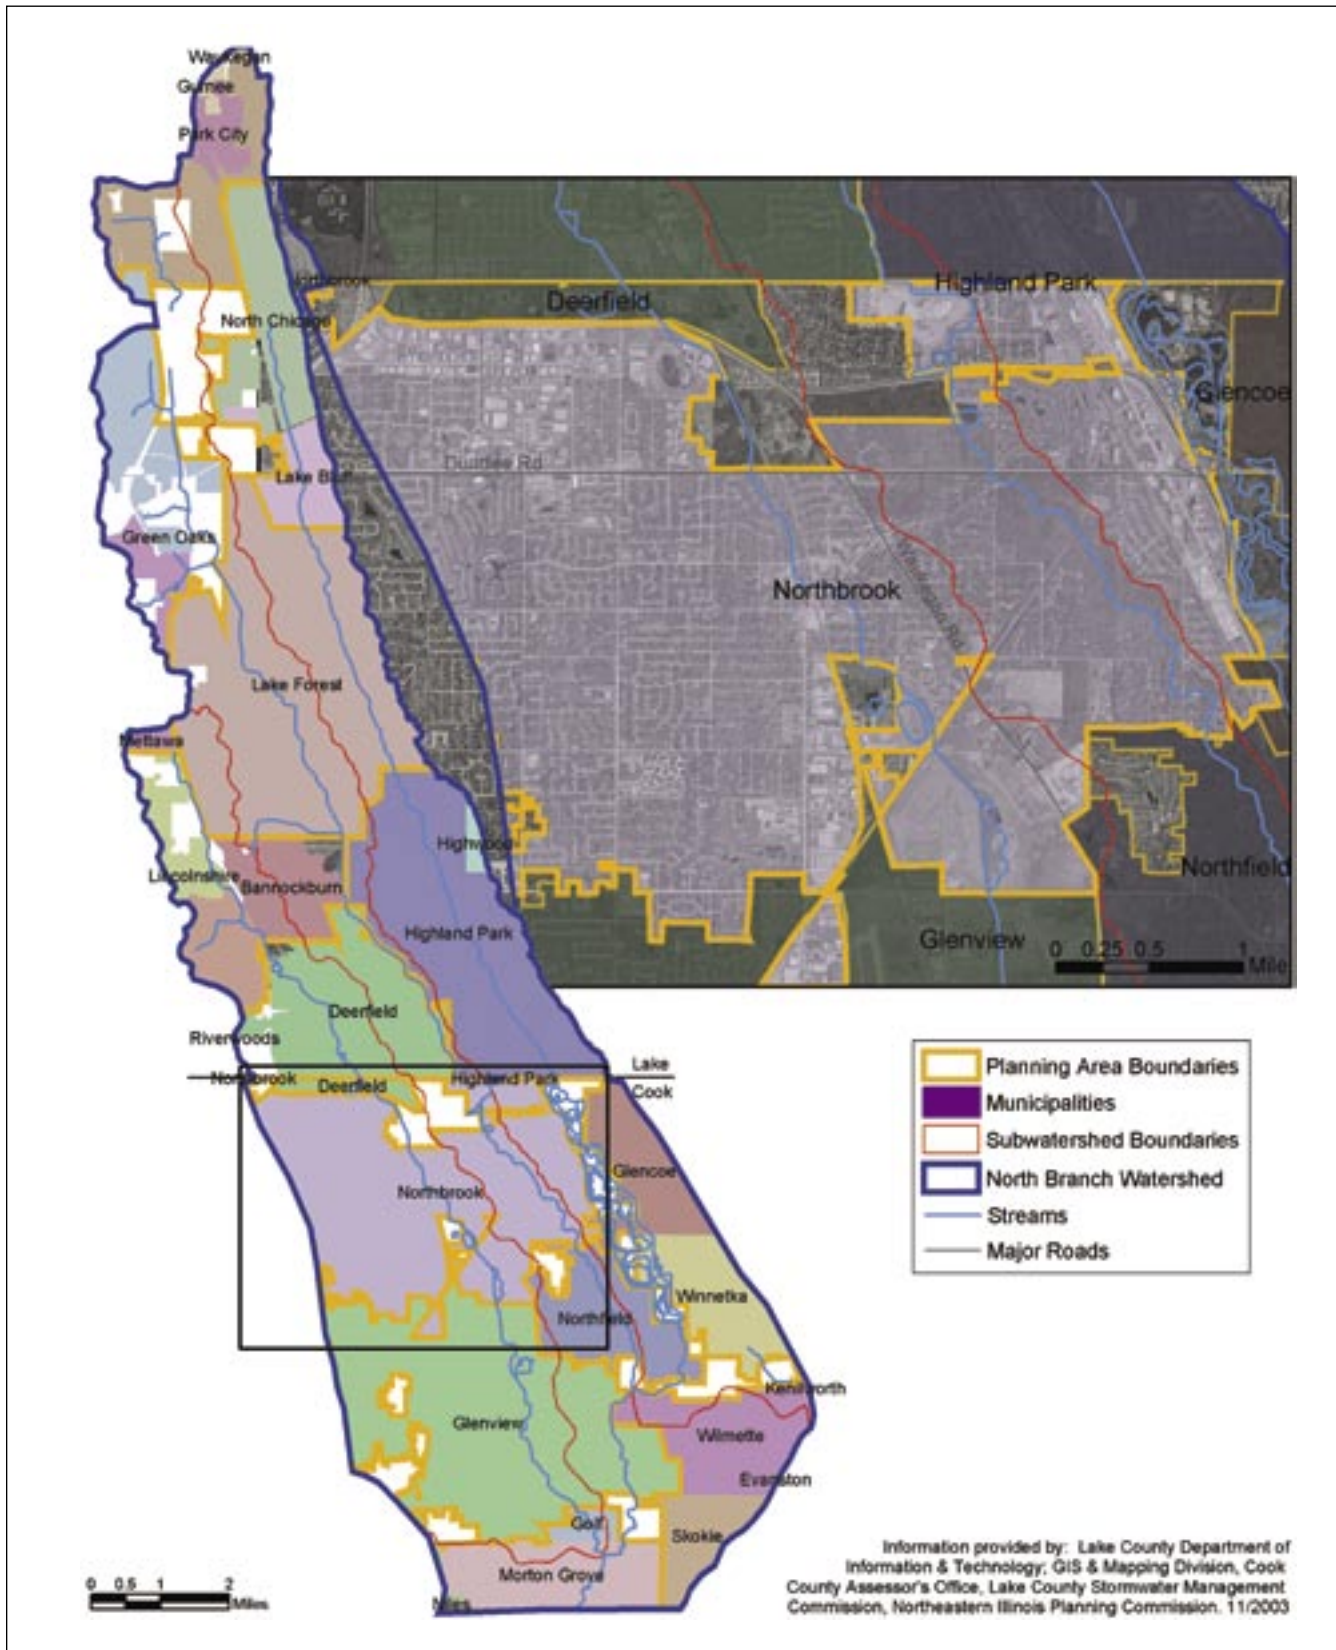 Waukegan
Gurnee
Park City
Northbrook
North Chicago
Lake Bluff
Green Oaks
Lake Forest
Mettawa
Highwood
Lincolnshire
Bannockburn
Highland Park
Deerfield
Riverwoods
Northbrook
Deerfield
Highland Park
Lake
Cook
Glencoe
Northbrook
Winnetka
Northfield
Kenilworth
Glenview
Wilmette
Evanston
Golf
Skokie
Morton Grove
Niles
Deerfield
Highland Park
Glencoe
Dundee Rd
Northbrook
Waukegan Rd
Northfield
Glenview
0 0.25 0.5 1
Mile
Planning Area Boundaries
Municipalities
Subwatershed Boundaries
North Branch Watershed
Streams
Major Roads
0 0.5 1 2
Miles
Information provided by: Lake County Department of
Information & Technology; GIS & Mapping Division, Cook
County Assessor's Office, Lake County Stormwater Management
Commission, Northeastern Illinois Planning Commission. 11/2003